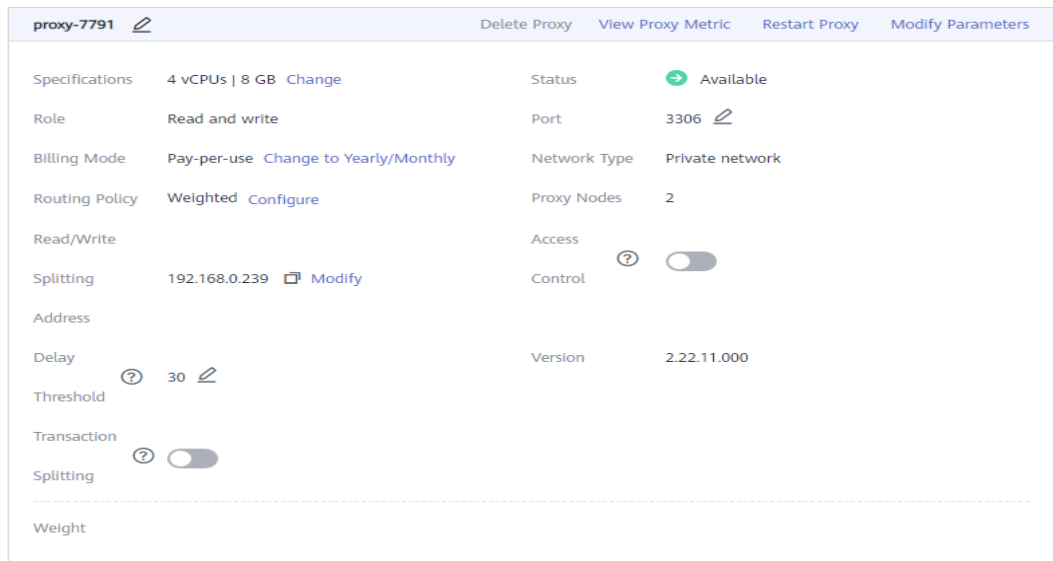 proxy-7791 Delete Proxy View Proxy Metric Restart Proxy Modify Parameters
Specifications 4 vCPUs | 8 GB Change Status Available
Role Read and write Port 3306
Billing Mode Pay-per-use Change to Yearly/Monthly Network Type Private network
Routing Policy Weighted Configure Proxy Nodes 2
Read/Write Access
Splitting 192.168.0.239 Modify Control
Address
Delay Version 2.22.11.000
30
Threshold
Transaction
Splitting
Weight